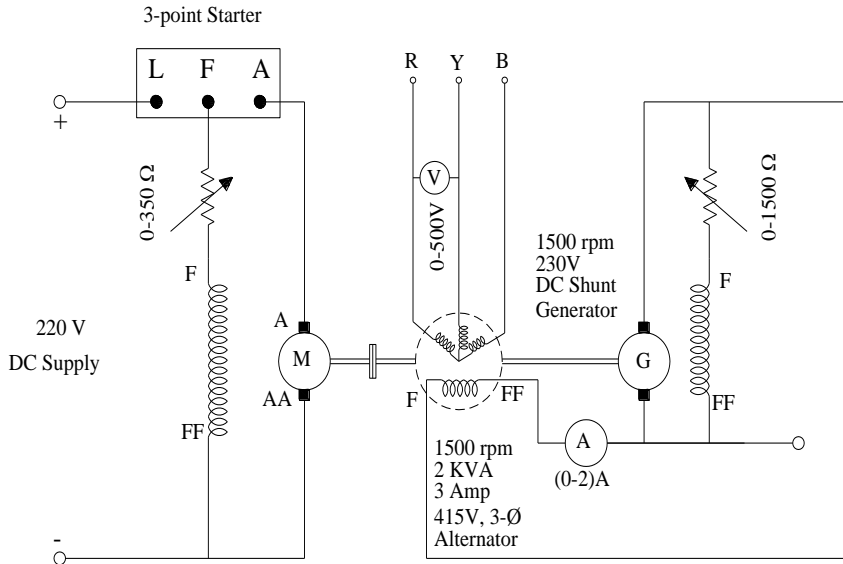 3-point Starter
L F A
+
0-350 Ω
F
220 V
DC Supply
FF
-
A
M
AA
R Y B
V
0-500V
F
FF
1500 rpm
2 KVA
3 Amp
415V, 3-Ø
Alternator
1500 rpm
230V
DC Shunt
Generator
G
A
(0-2)A
0-1500 Ω
F
FF